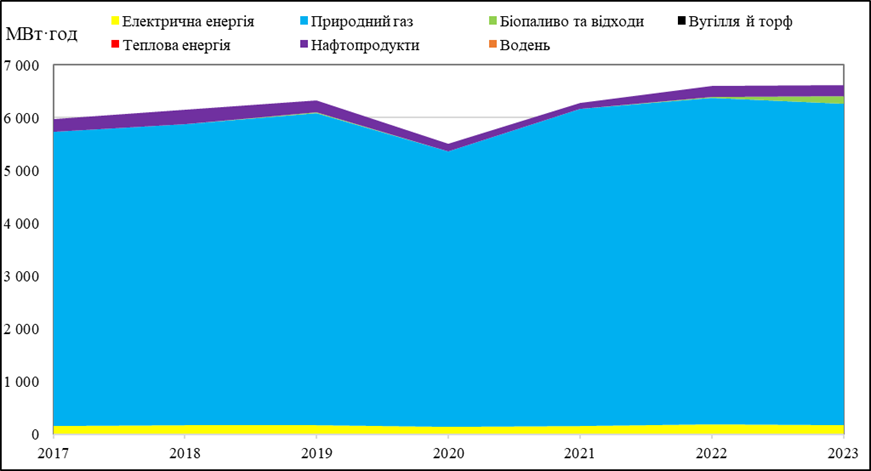 МВт·год
Електрична енергія Природний газ Біопаливо та відходи Вугілля й торф
Теплова енергія Нафтопродукти Водень
7 000
6 000
5 000
4 000
3 000
2 000
1 000
0
2017 2018 2019 2020 2021 2022 2023